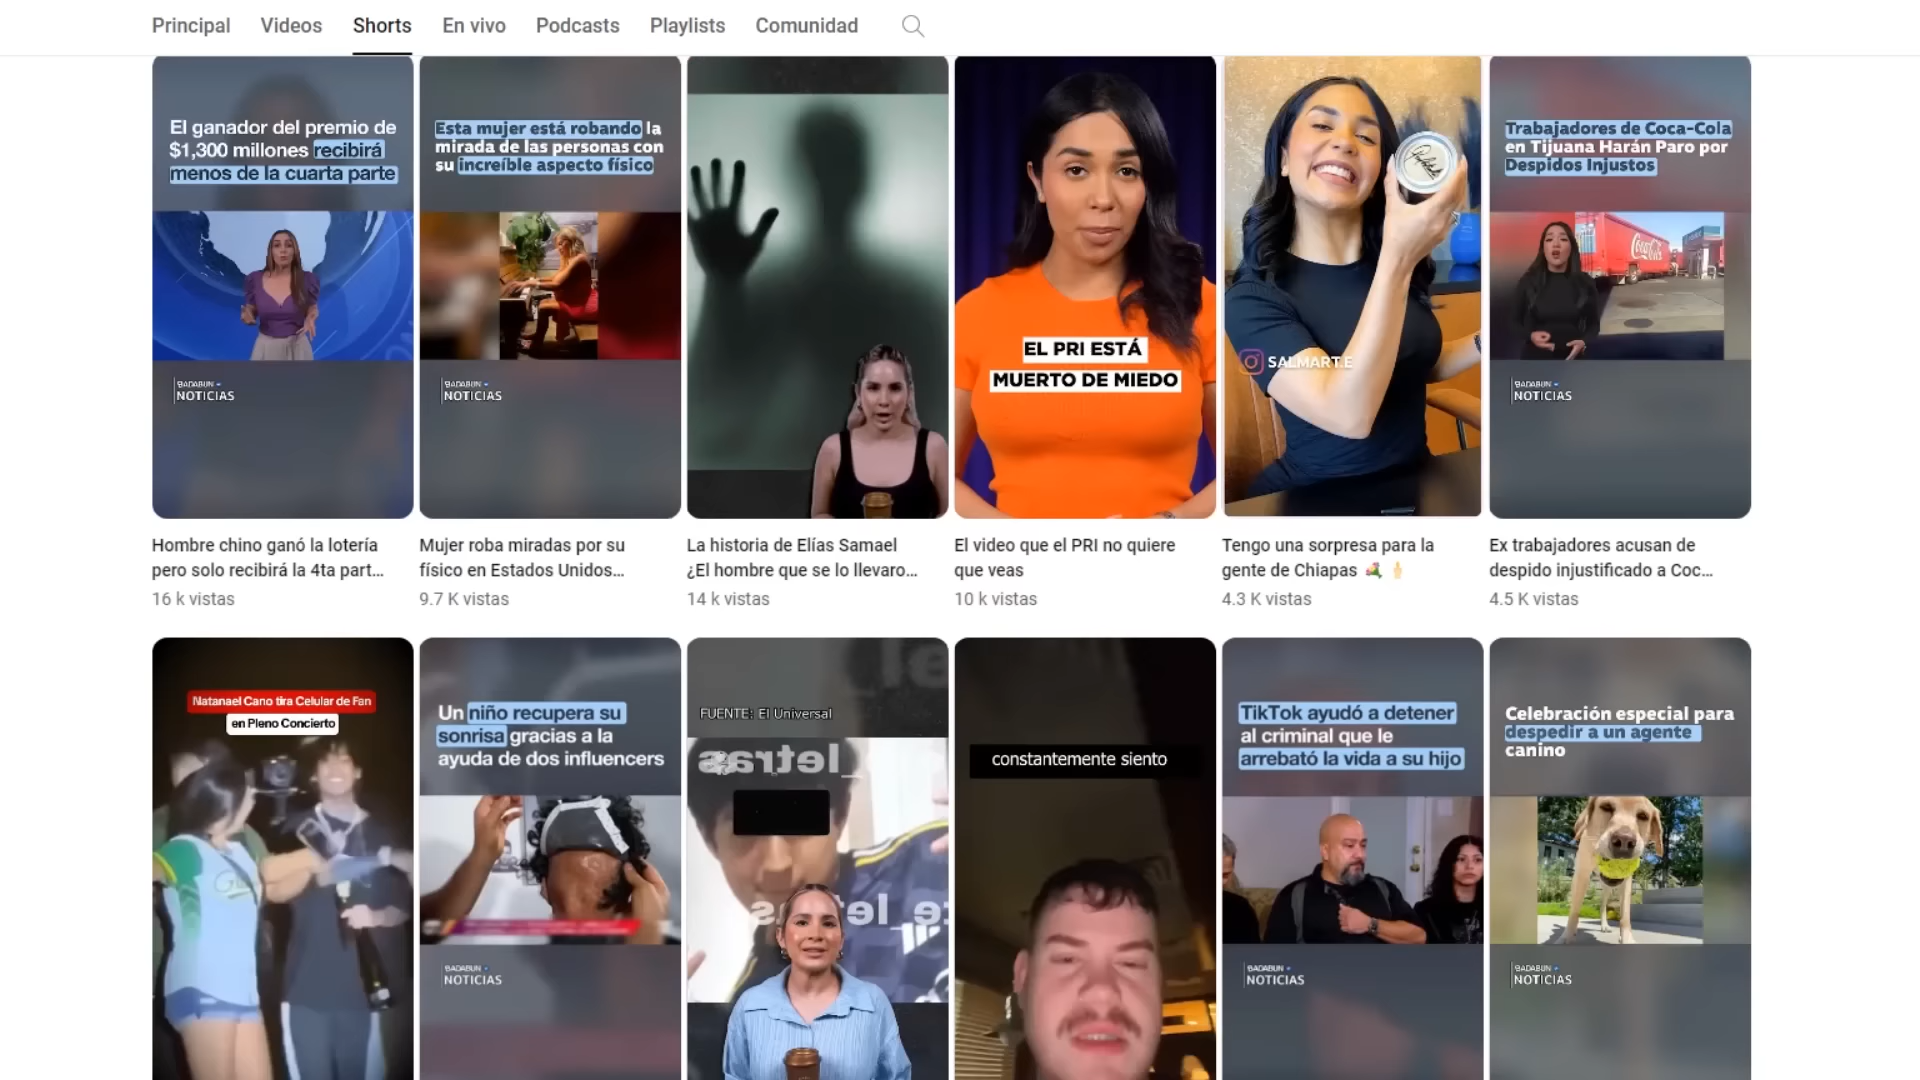 Principal Videos Shorts En vivo Podcasts Playlists Comunidad
El ganador del premio de
$1,300 millones recibirá
menos de la cuarta parte
BADABUN
NOTICIAS
Esta mujer está robando la
mirada de las personas con
su increíble aspecto físico
BADABUN
NOTICIAS
EL PRI ESTÁ
MUERTO DE MIEDO
SALMART.E
Trabajadores de Coca-Cola
en Tijuana Harán Paro por
Despidos Injustos
Coca-Cola
BADABUN
NOTICIAS
Hombre chino ganó la lotería
pero solo recibirá la 4ta part...
16 k vistas
Mujer roba miradas por su
físico en Estados Unidos...
9.7 K vistas
La historia de Elías Samael
¿El hombre que se lo llevaro...
14 k vistas
El video que el PRI no quiere
que veas
10 k vistas
Tengo una sorpresa para la
gente de Chiapas 💐 🖕🏻
4.3 K vistas
Ex trabajadores acusan de
despido injustificado a Coc...
4.5 K vistas
Natanael Cano tira Celular de Fan
en Pleno Concierto
Un niño recupera su
sonrisa gracias a la
ayuda de dos influencers
BADABUN
NOTICIAS
FUENTE: El Universal
constantemente siento
TikTok ayudó a detener
al criminal que le
arrebató la vida a su hijo
BADABUN
NOTICIAS
Celebración especial para
despedir a un agente
canino
BADABUN
NOTICIAS